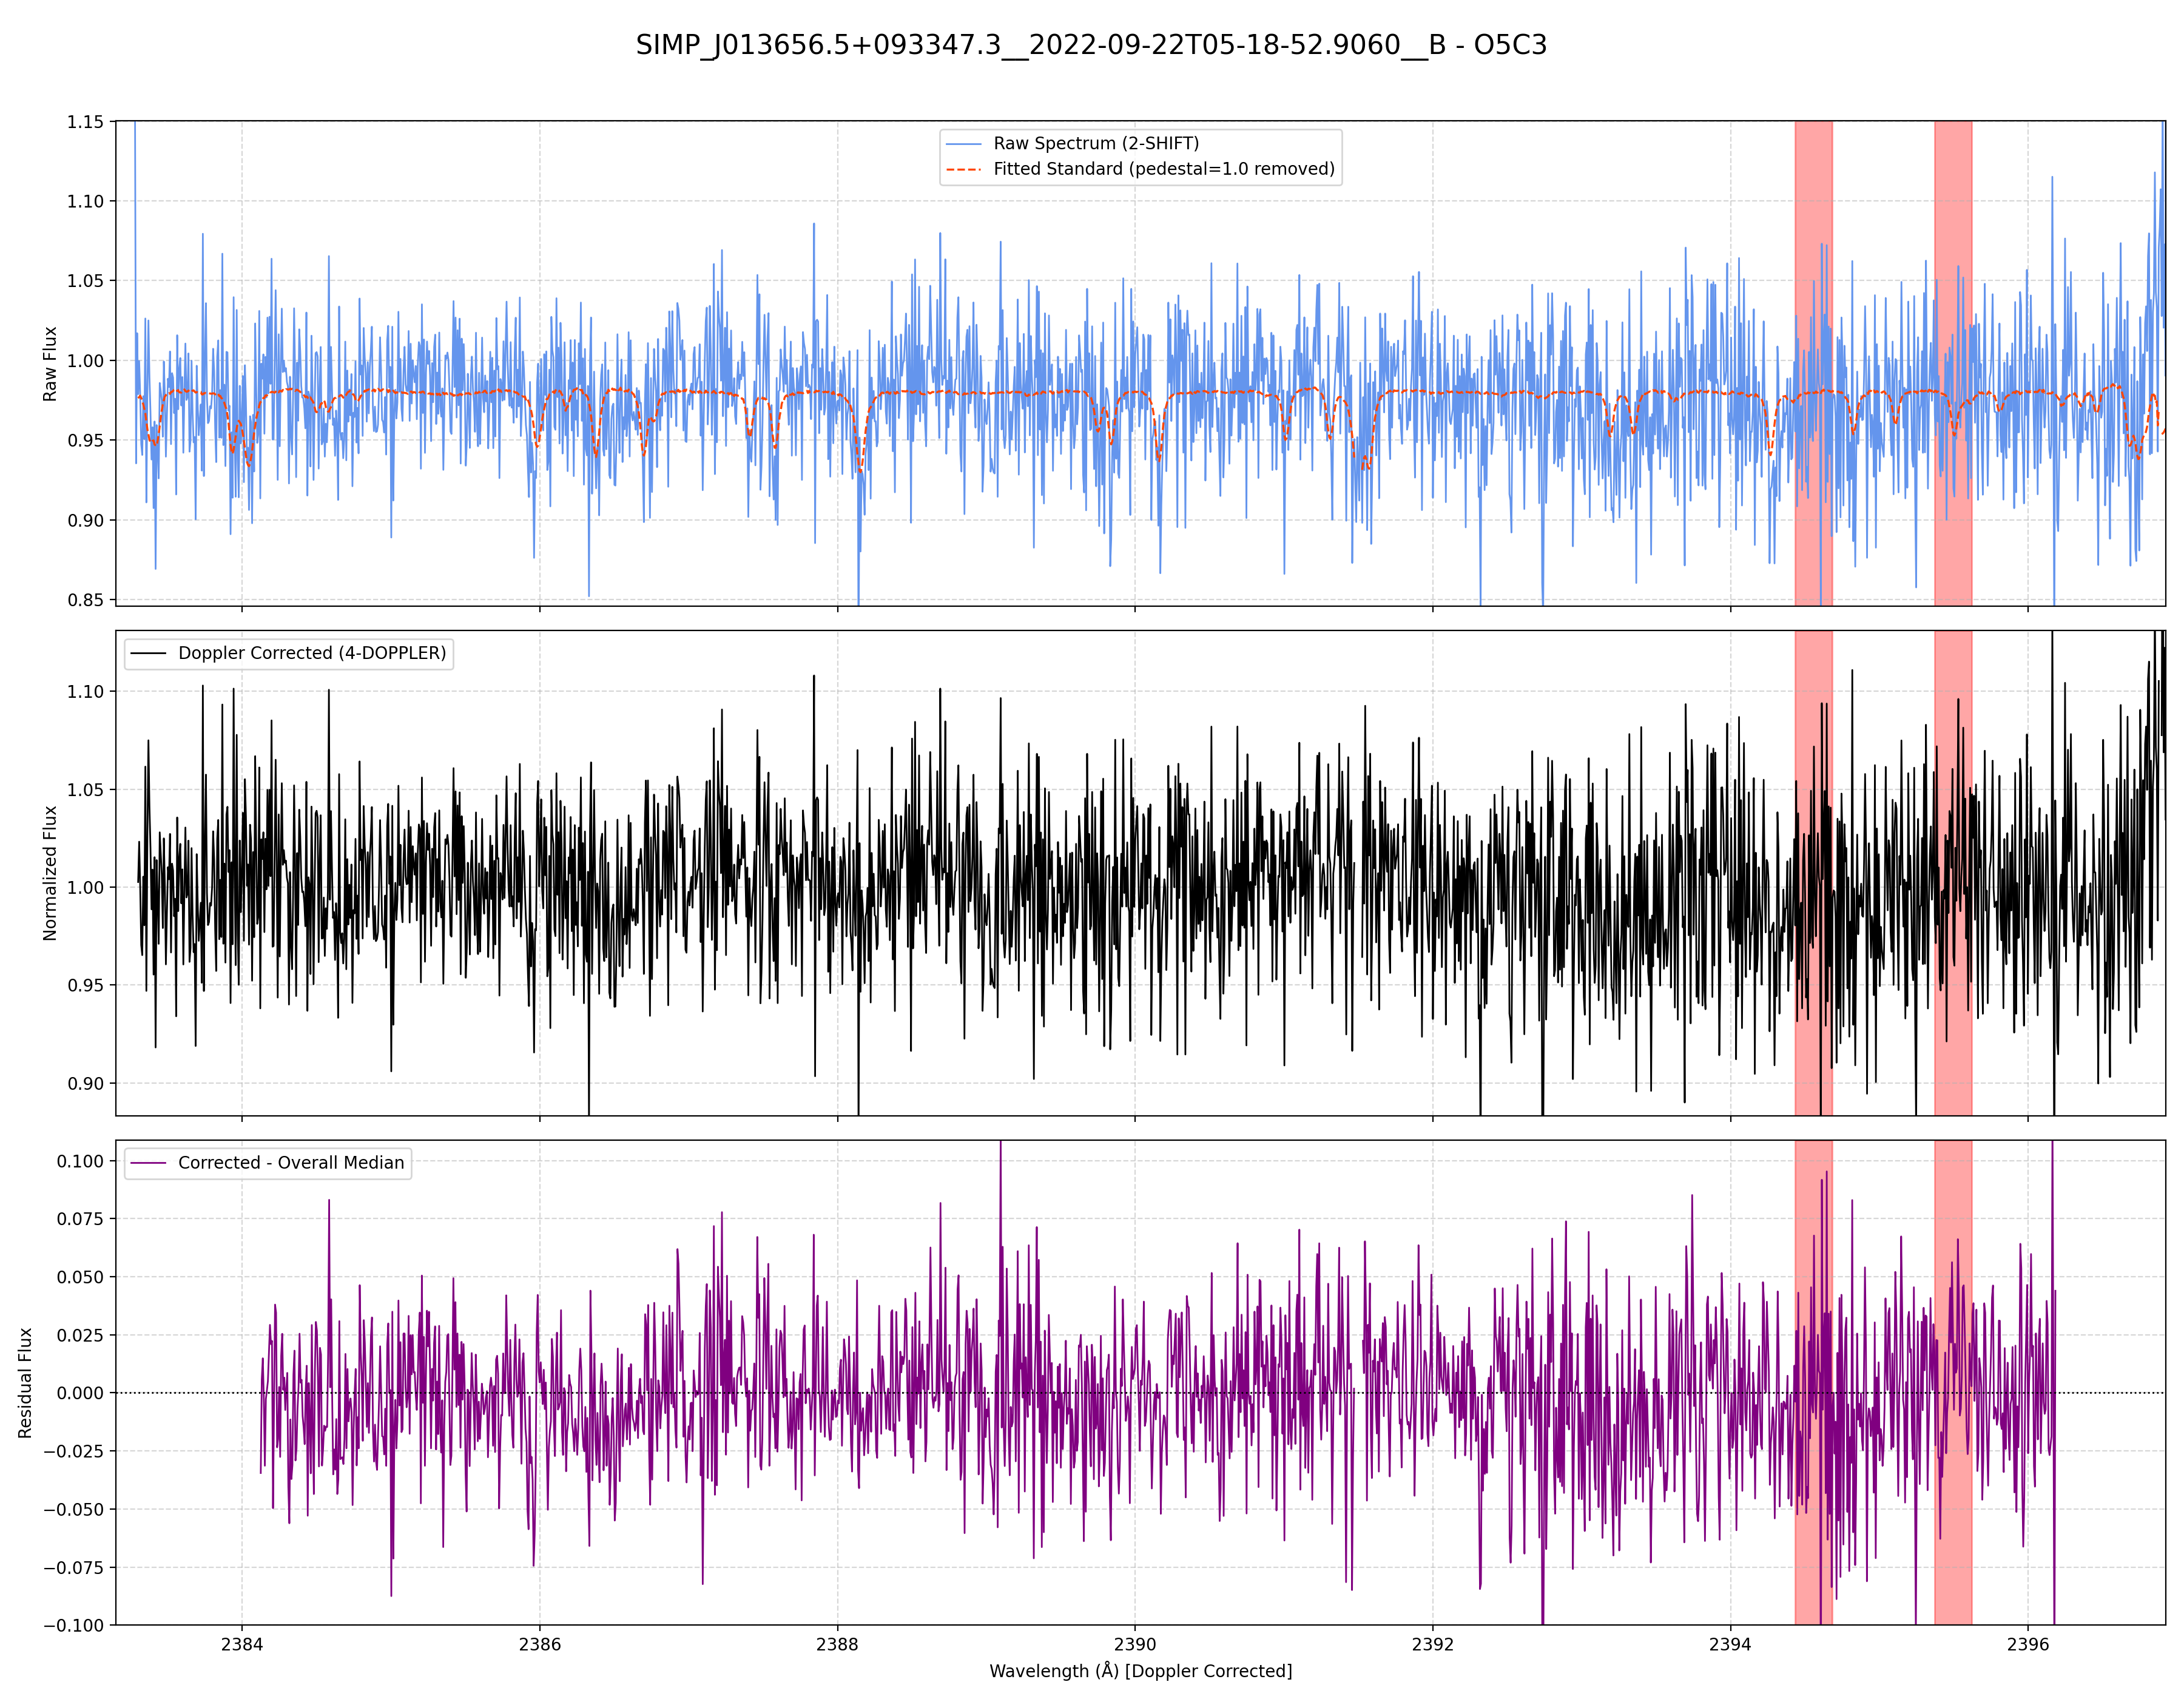 SIMP_J013656.5+093347.3__2022-09-22T05-18-52.9060__B - O5C3
Raw Flux
1.15
1.10
1.05
1.00
0.95
0.90
0.85
Raw Spectrum (2-SHIFT)
Fitted Standard (pedestal=1.0 removed)
Normalized Flux
1.10
1.05
1.00
0.95
0.90
Doppler Corrected (4-DOPPLER)
Residual Flux
0.100
0.075
0.050
0.025
0.000
−0.025
−0.050
−0.075
−0.100
Corrected - Overall Median
2384 2386 2388 2390 2392 2394 2396
Wavelength (Å) [Doppler Corrected]